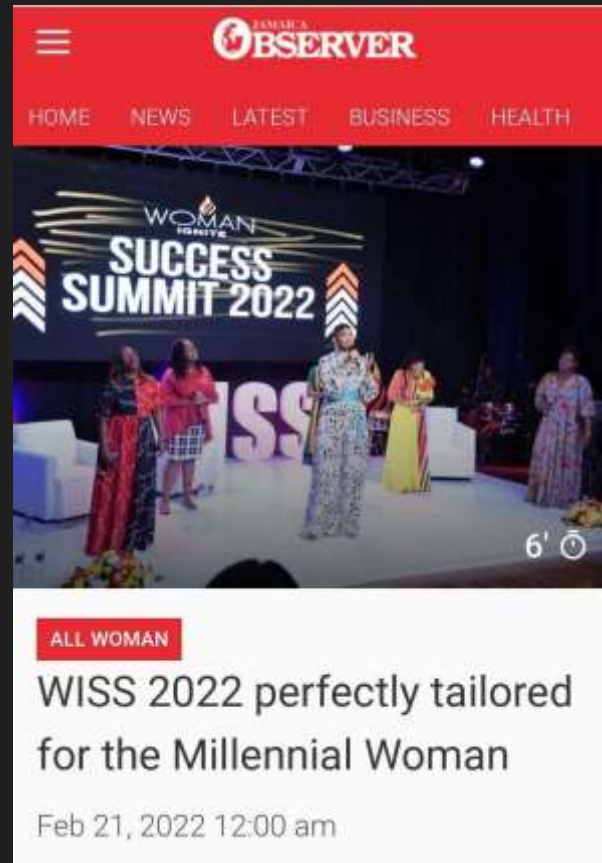 JAMAICA
OBSERVER
HOME NEWS LATEST BUSINESS HEALTH
WOMAN
IGNITE
SUCCESS
SUMMIT 2022
ISS
6'
ALL WOMAN
WISS 2022 perfectly tailored
for the Millennial Woman
Feb 21, 2022 12:00 am